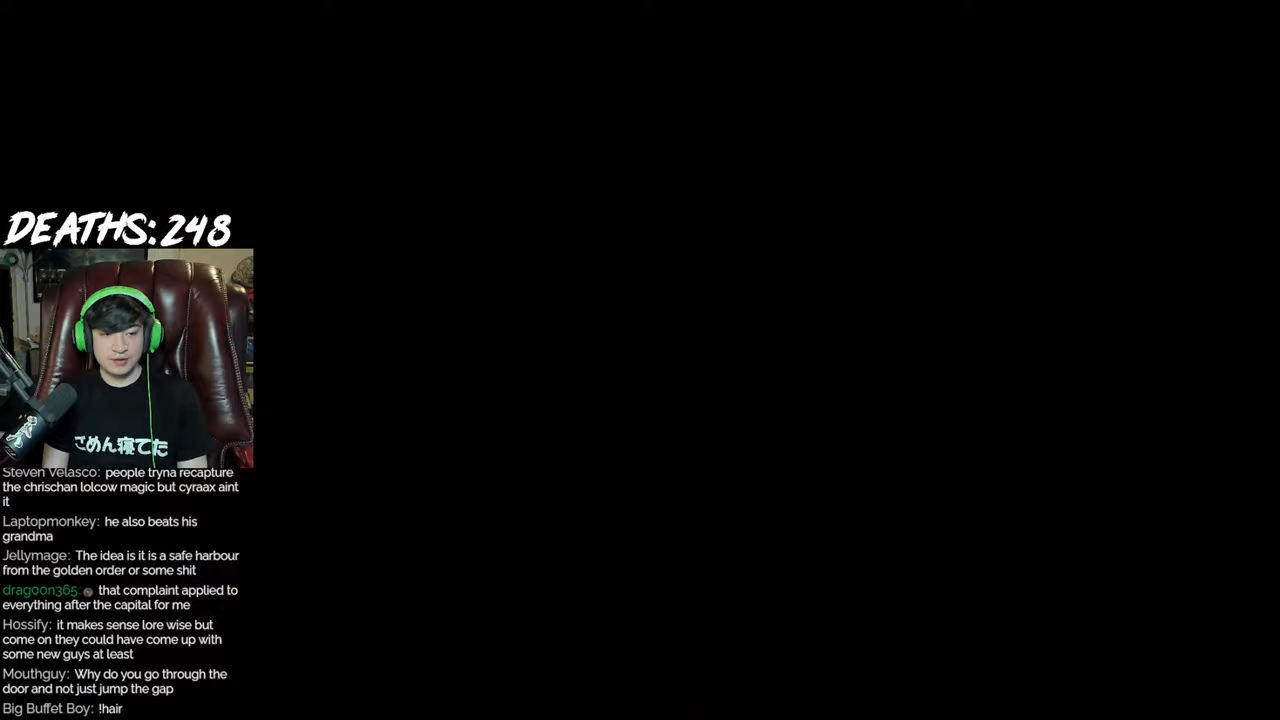 DEATHS: 248
ごめん寝てた
Steven Velasco: people tryna recapture
the chrischan lolcow magic but cyraax aint
it
Laptopmonkey: he also beats his
grandma
Jellymage: The idea is it is a safe harbour
from the golden order or some shit
drag00n365: that complaint applied to
everything after the capital for me
H0ssify: it makes sense lore wise but
come on they could have come up with
some new guys at least
Mouthguy: Why do you go through the
door and not just jump the gap
Big Buffet Boy: !hair